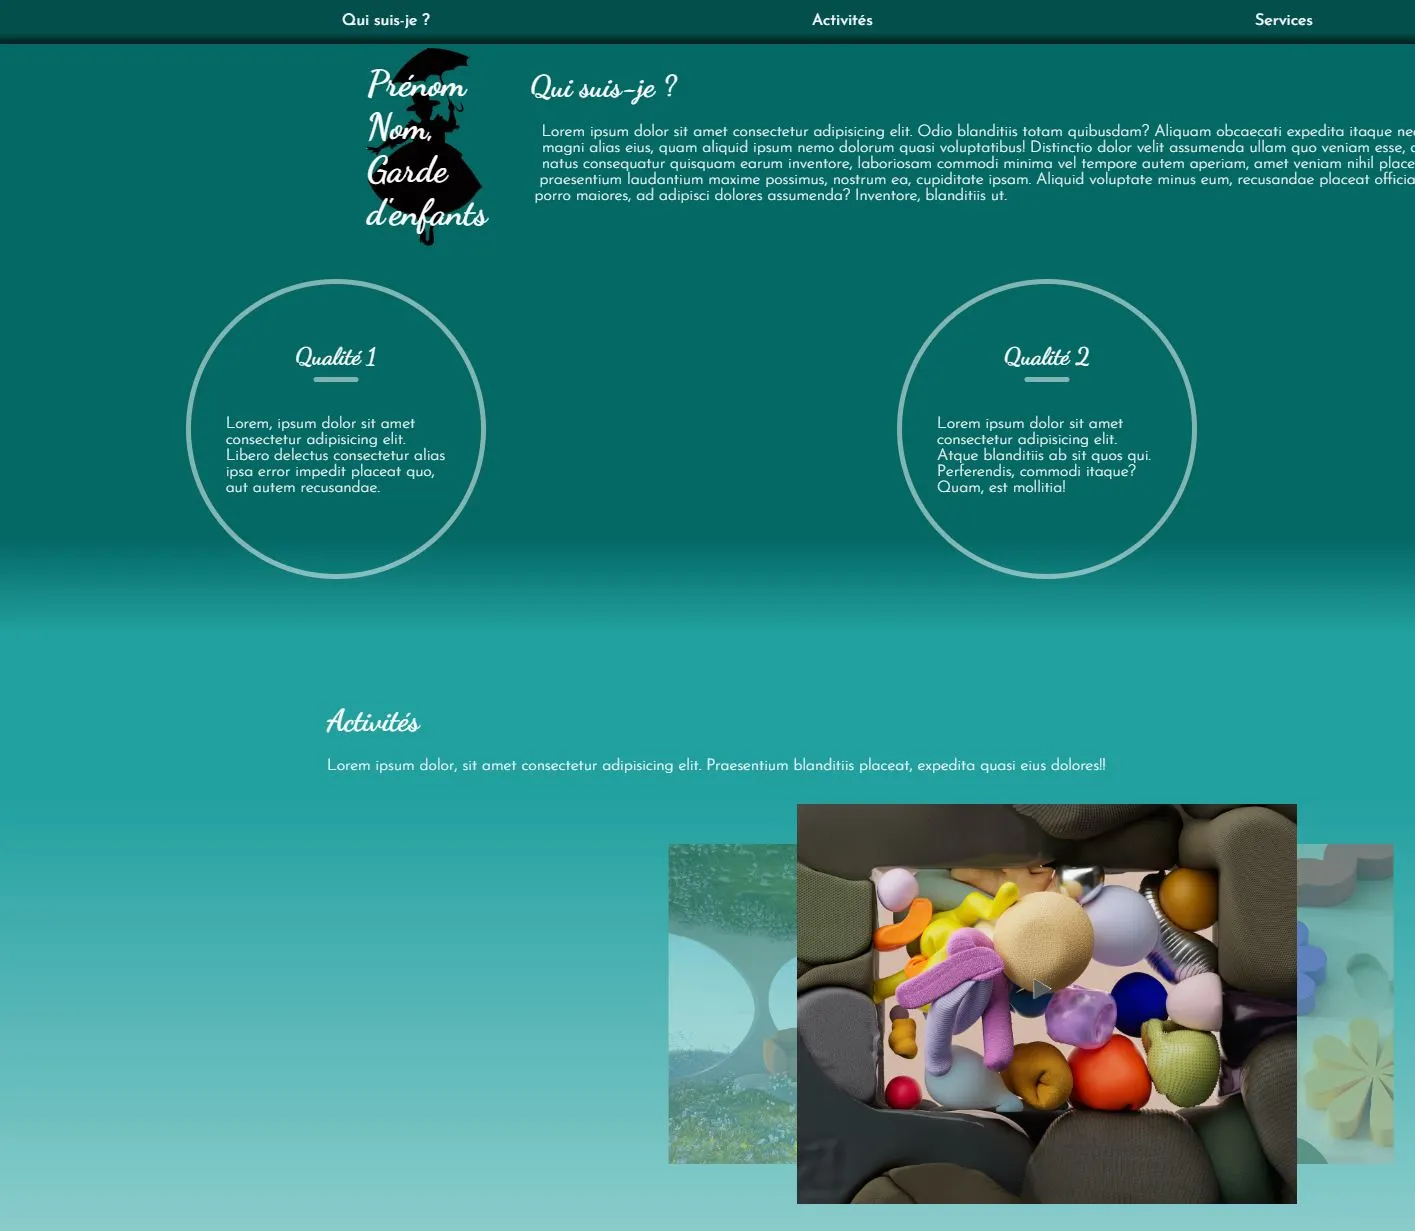 Qui suis-je ?
Activités
Services
Prénom
Nom,
Garde
d'enfants
Qui suis-je ?
Lorem ipsum dolor sit amet consectetur adipisicing elit. Odio blanditiis totam quibusdam? Aliquam obcaecati expedita itaque
magni alias eius, quam aliquid ipsum nemo dolorum quasi voluptatibus! Distinctio dolor velit assumenda ullam quo veniam esse,
natus consequatur quisquam earum inventore, laboriosam commodi minima vel tempore autem aperiam, amet veniam nihil
praesentium laudantium maxime possimus, nostrum ea, cupiditate ipsam. Aliquid voluptate minus eum, recusandae placeat
porro maiores, ad adipisci dolores assumenda? Inventore, blanditiis ut.
Qualité 1
Lorem, ipsum dolor sit amet
consectetur adipisicing elit.
Libero delectus consectetur alias
ipsa error impedit placeat quo,
aut autem recusandae.
Qualité 2
Lorem ipsum dolor sit amet
consectetur adipisicing elit.
Atque blanditiis ab sit quos qui.
Perferendis, commodi itaque?
Quam, est mollitia!
Activités
Lorem ipsum dolor, sit amet consectetur adipisicing elit. Praesentium blanditiis placeat, expedita quasi eius dolores!!